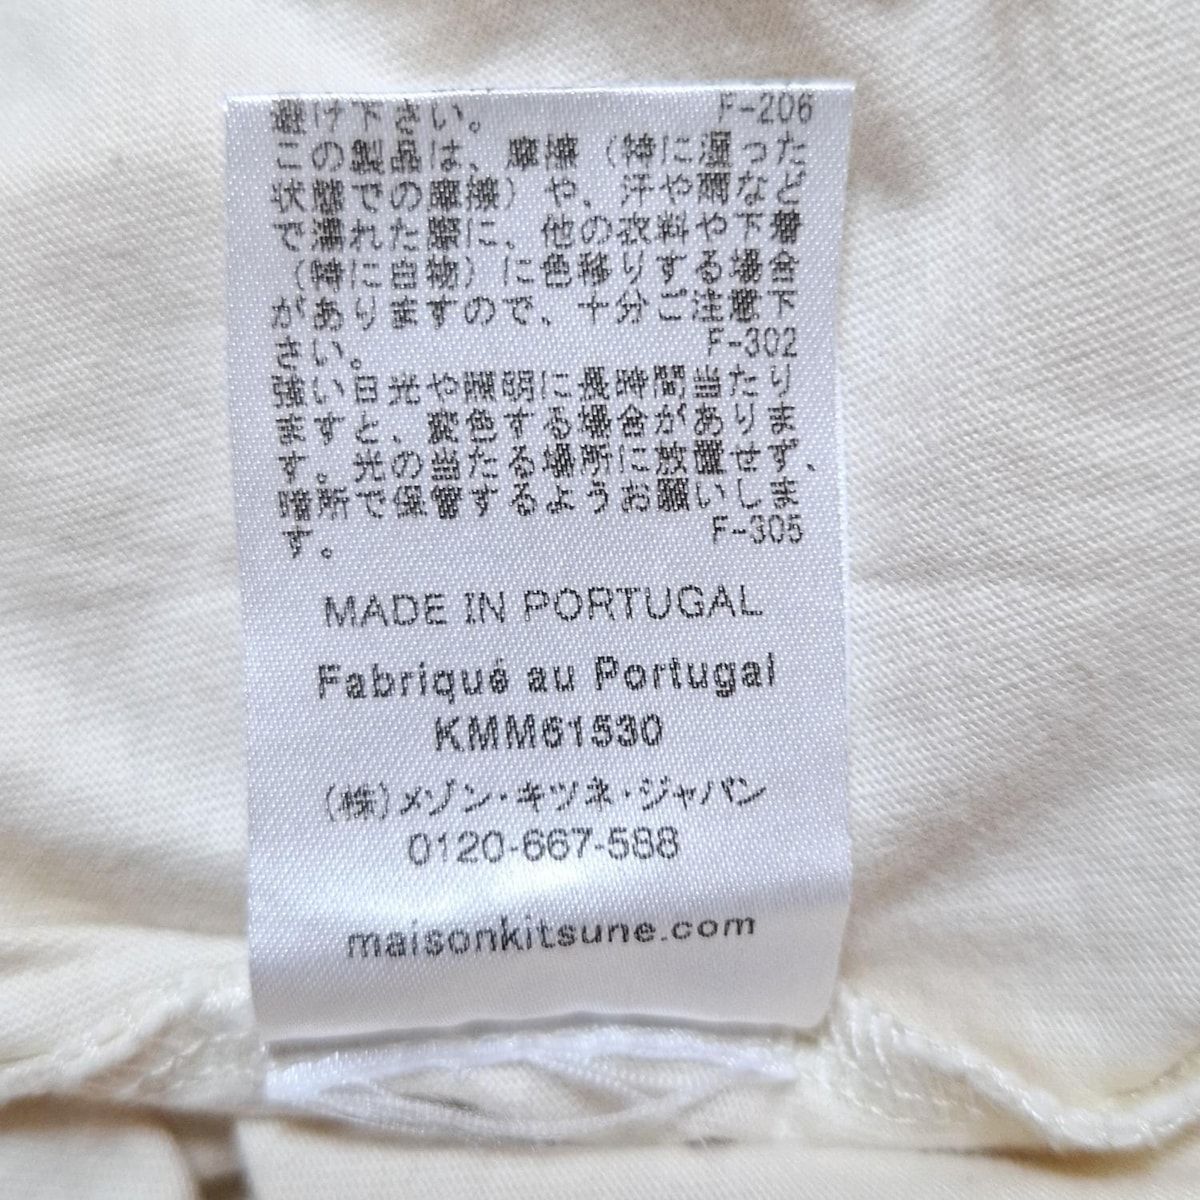 避け下さい。 F-206
この製品は、摩擦（特に湿った
状態での摩擦）や、汗や雨など
で濡れた際に、他の衣料や下着
（特に白物）に色移りする場合
がありますので、十分ご注意下
さい。 F-302
強い日光や照明に長時間当たり
ますと、変色する場合がありま
す。光の当たる場所に放置せず、
暗所で保管するようお願いしま
す。 F-305
MADE IN PORTUGAL
Fabriqué au Portugal
KMM61530
(株)メゾン・キツネ・ジャパン
0120-667-588
maisonkitsune.com